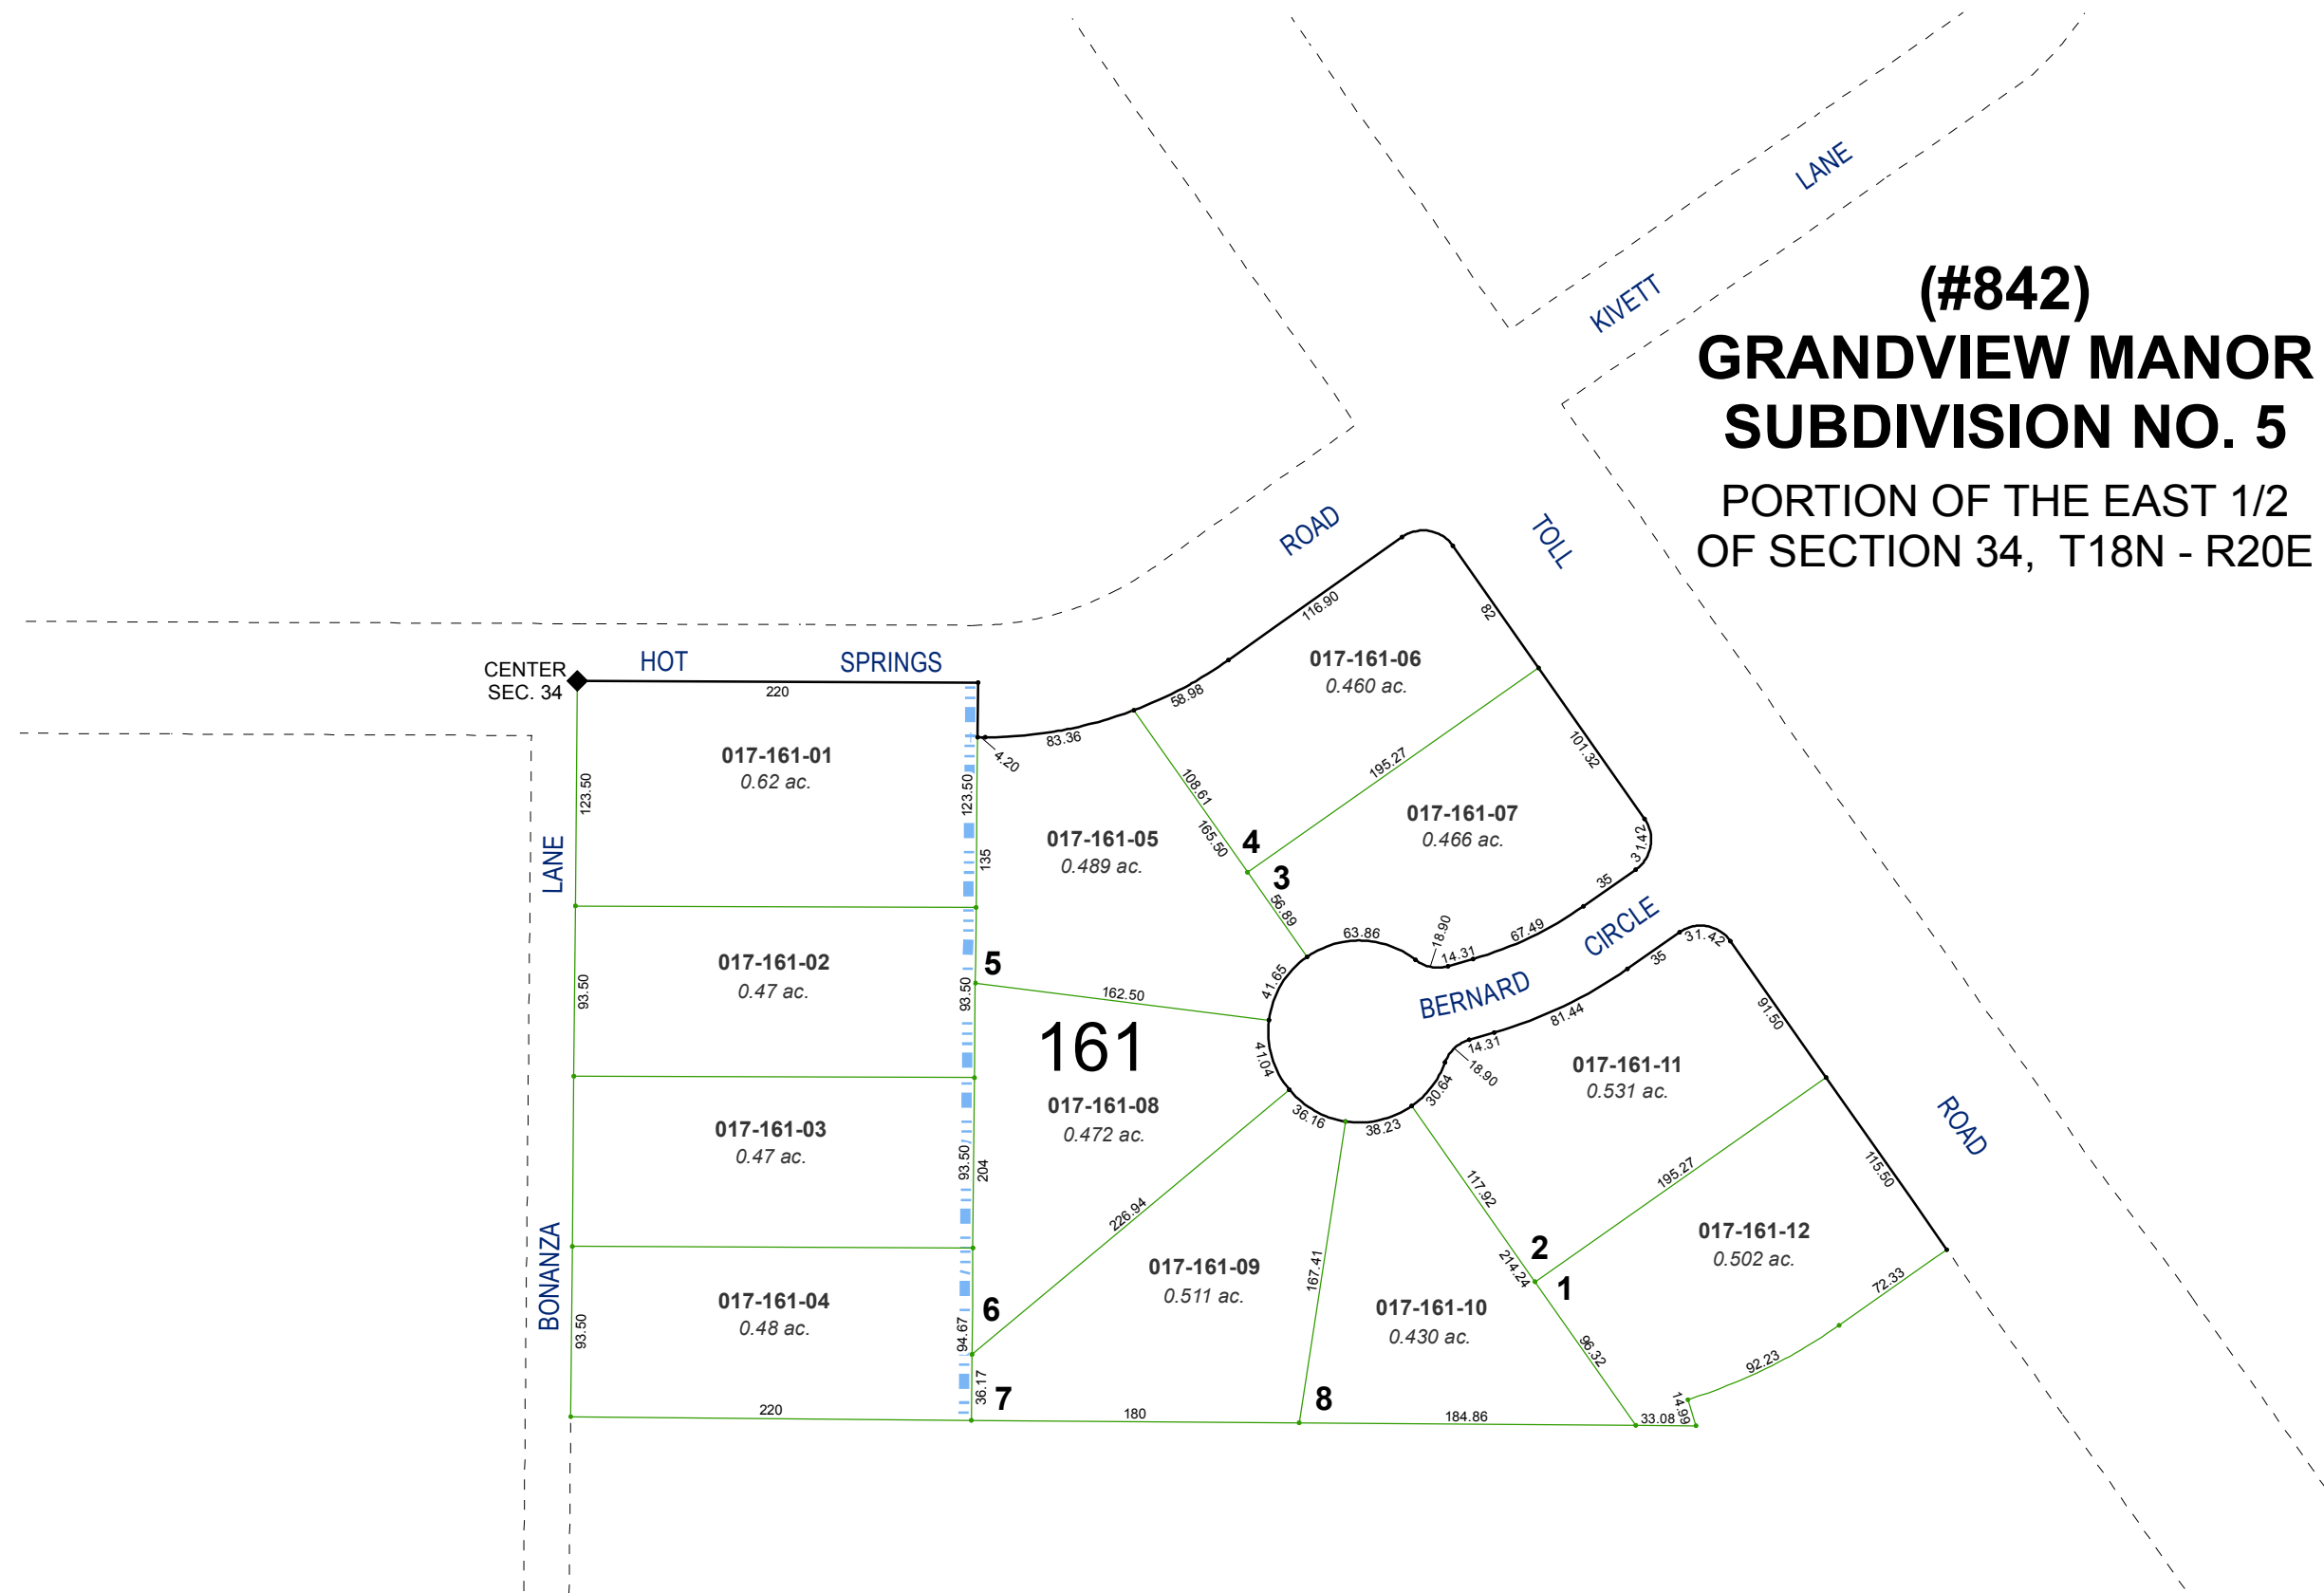 LANE
KIVETT
(#842)
GRANDVIEW MANOR
SUBDIVISION NO. 5
PORTION OF THE EAST 1/2
OF SECTION 34, T18N - R20E
ROAD
TOLL
HOT SPRINGS
CENTER
SEC. 34
220
116.90
82
017-161-06
0.460 ac.
58.98
83.36
4.20
017-161-01
0.62 ac.
123.50
123.50
135
108.61
165.50
195.27
101.32
017-161-07
0.466 ac.
017-161-05
0.489 ac.
4
3
56.89
31.42
35
LANE
63.86
18.90
14.31
67.49
CIRCLE
31.42
35
017-161-02
0.47 ac.
93.50
93.50
5
162.50
41.65
BERNARD
81.44
91.50
161
41.04
14.31
18.90
30.64
017-161-11
0.531 ac.
017-161-08
0.472 ac.
36.16
38.23
017-161-03
0.47 ac.
93.50
204
ROAD
117.92
195.27
115.50
226.94
BONANZA
017-161-09
0.511 ac.
167.41
2
1
214.24
017-161-12
0.502 ac.
72.33
017-161-04
0.48 ac.
93.50
94.67
6
017-161-10
0.430 ac.
96.32
92.23
36.17
7
8
14.99
220
180
184.86
33.08